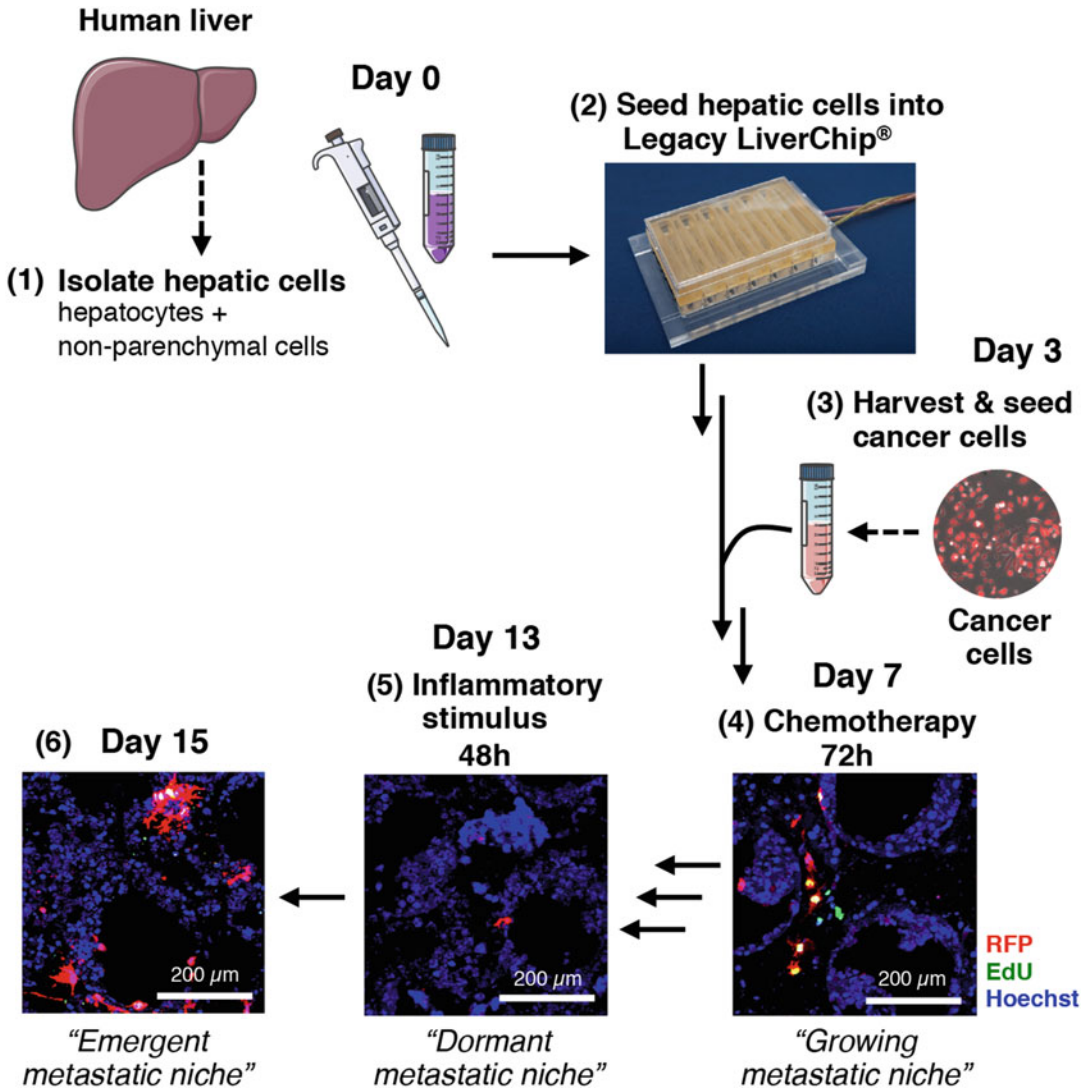 Human liver
Day 0
(1) Isolate hepatic cells
hepatocytes +
non-parenchymal cells
(2) Seed hepatic cells into
Legacy LiverChip®
Day 3
(3) Harvest & seed
cancer cells
Cancer
cells
Day 7
(4) Chemotherapy
72h
200 µm
RFP
EdU
Hoechst
"Growing
metastatic niche"
Day 13
(5) Inflammatory
stimulus
48h
200 µm
"Dormant
metastatic niche"
(6) Day 15
200 µm
"Emergent
metastatic niche"